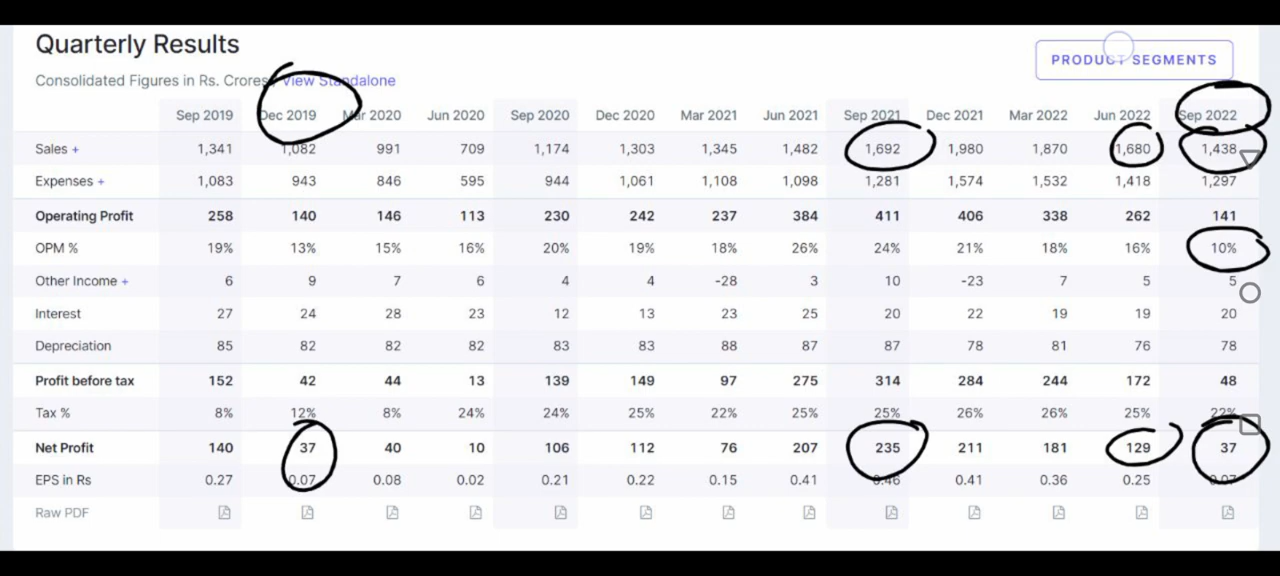 Quarterly Results
PRODUCT SEGMENTS
Consolidated Figures in Rs. Crores / View Standalone
Sep 2019 Dec 2019 Mar 2020 Jun 2020 Sep 2020 Dec 2020 Mar 2021 Jun 2021 Sep 2021 Dec 2021 Mar 2022 Jun 2022 Sep 2022
Sales + 1,341 1,082 991 709 1,174 1,303 1,345 1,482 1,692 1,980 1,870 1,680 1,438
Expenses + 1,083 943 846 595 944 1,061 1,108 1,098 1,281 1,574 1,532 1,418 1,297
Operating Profit 258 140 146 113 230 242 237 384 411 406 338 262 141
OPM % 19% 13% 15% 16% 20% 19% 18% 26% 24% 21% 18% 16% 10%
Other Income + 6 9 7 6 4 4 -28 3 10 -23 7 5 5
Interest 27 24 28 23 12 13 23 25 20 22 19 19 20
Depreciation 85 82 82 82 83 83 88 87 87 78 81 76 78
Profit before tax 152 42 44 13 139 149 97 275 314 284 244 172 48
Tax % 8% 12% 8% 24% 24% 25% 22% 25% 25% 26% 26% 25% 22%
Net Profit 140 37 40 10 106 112 76 207 235 211 181 129 37
EPS in Rs 0.27 0.07 0.08 0.02 0.21 0.22 0.15 0.41 0.46 0.41 0.36 0.25 0.07
Raw PDF